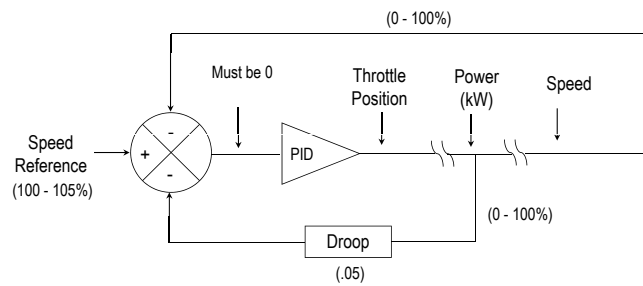 (0 - 100%)
Must be 0
Throttle
Position
Power
(kW)
Speed
Speed
Reference
(100 - 105%)
-
+
-
PID
(0 - 100%)
Droop
(.05)